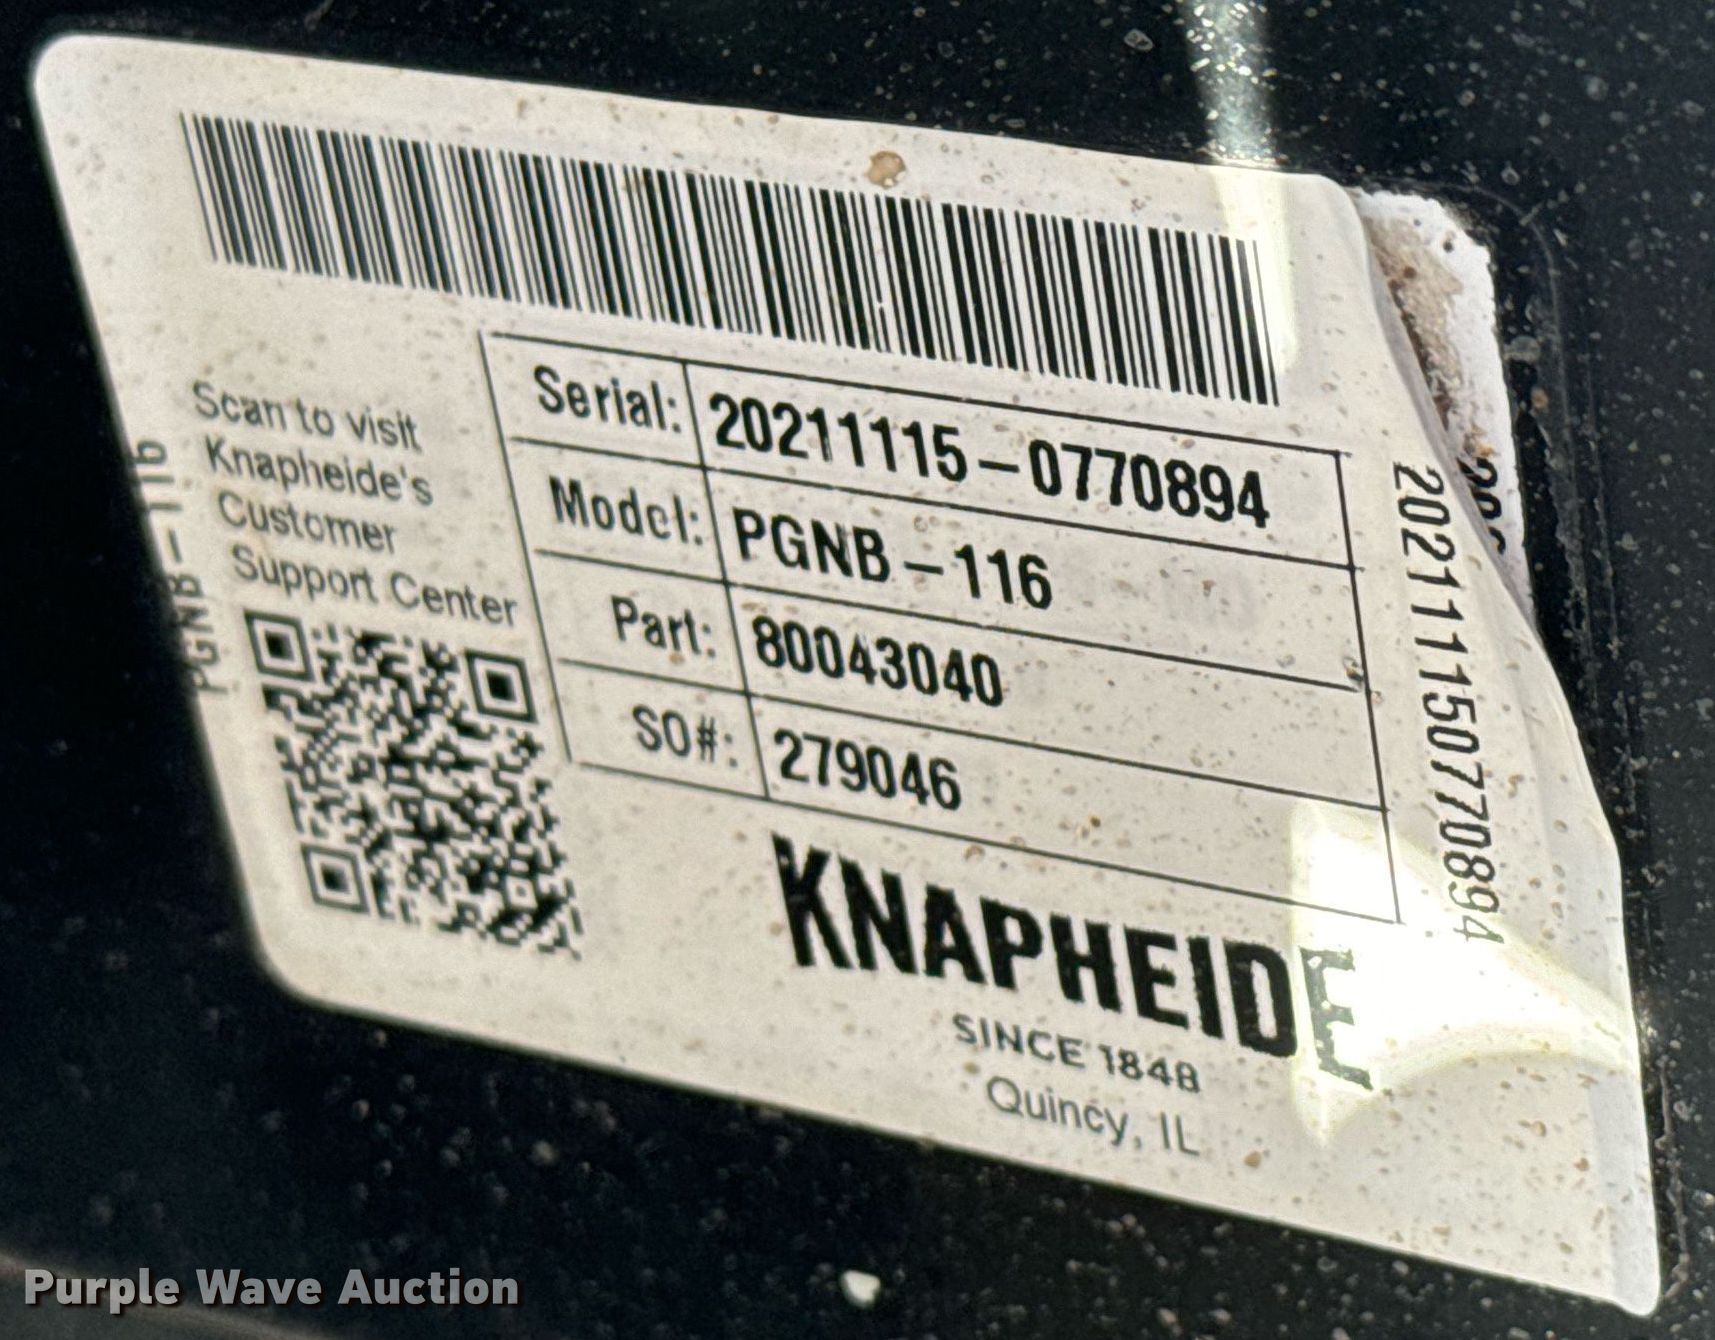 Serial: 20211115-0770894
Model: PGNB-116
Part: 80043040
SO#: 279046
Scan to visit
Knapheide's
Customer
Support Center
PGNB-116
202111150770894
KNAPHEIDE
SINCE 1848
Quincy, IL
Purple Wave Auction